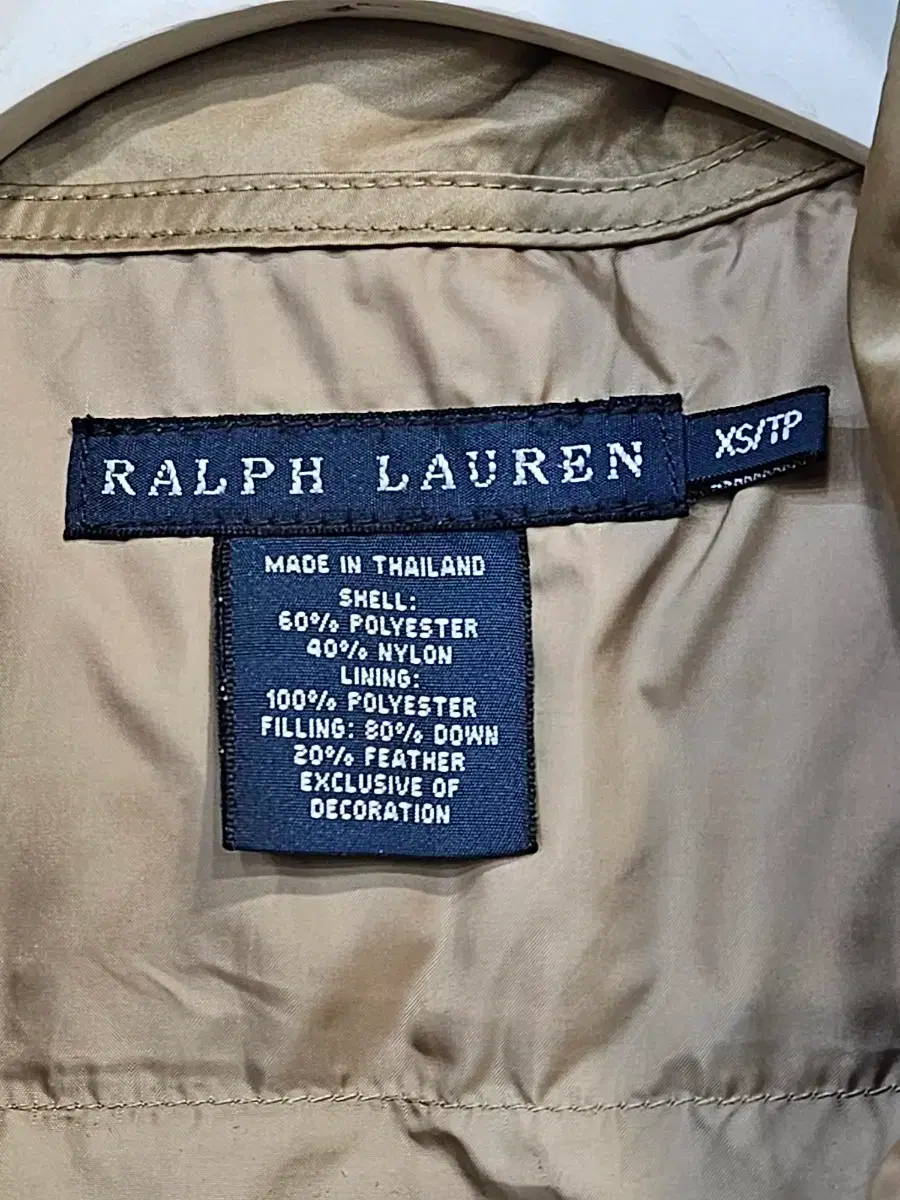 RALPH LAUREN
XS/TP
MADE IN THAILAND
SHELL:
60% POLYESTER
40% NYLON
LINING:
100% POLYESTER
FILLING: 80% DOWN
20% FEATHER
EXCLUSIVE OF
DECORATION